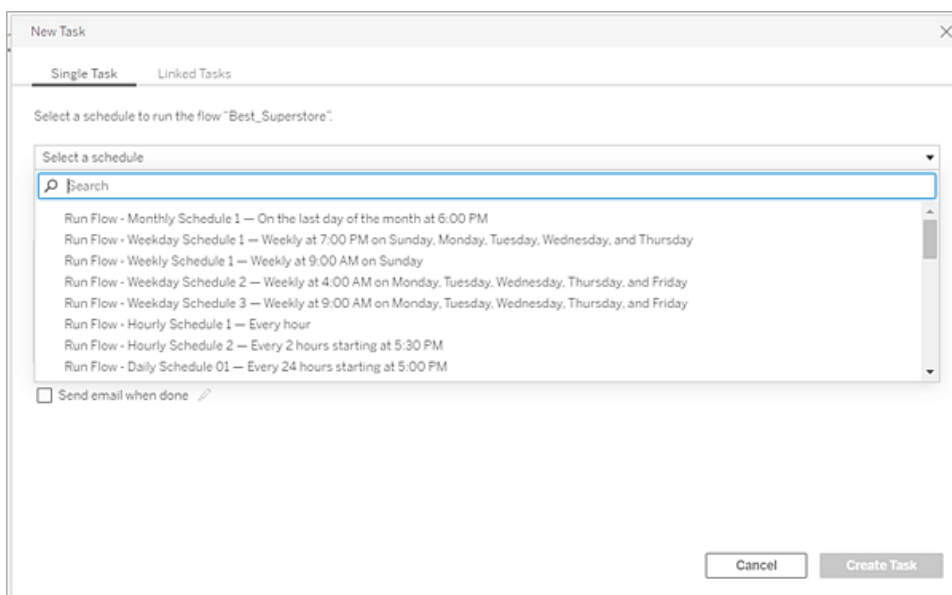 New Task
Single Task Linked Tasks
Select a schedule to run the flow "Best_Superstore".
Select a schedule
Search
Run Flow - Monthly Schedule 1 — On the last day of the month at 6:00 PM
Run Flow - Weekday Schedule 1 — Weekly at 7:00 PM on Sunday, Monday, Tuesday, Wednesday, and Thursday
Run Flow - Weekly Schedule 1 — Weekly at 9:00 AM on Sunday
Run Flow - Weekday Schedule 2 — Weekly at 4:00 AM on Monday, Tuesday, Wednesday, Thursday, and Friday
Run Flow - Weekday Schedule 3 — Weekly at 9:00 AM on Monday, Tuesday, Wednesday, Thursday, and Friday
Run Flow - Hourly Schedule 1 — Every hour
Run Flow - Hourly Schedule 2 — Every 2 hours starting at 5:30 PM
Run Flow - Daily Schedule 01 — Every 24 hours starting at 5:00 PM
Send email when done
Cancel Create Task